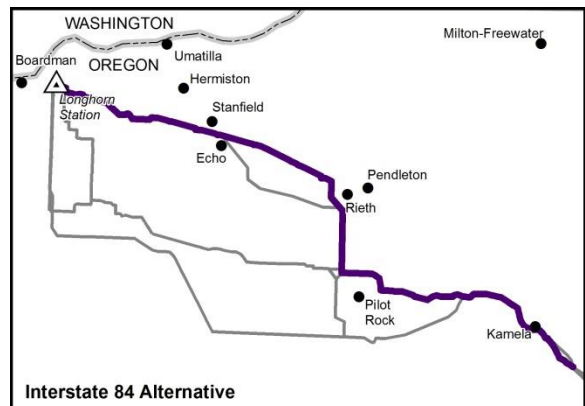 WASHINGTON
Milton-Freewater
Boardman
OREGON
Umatilla
Hermiston
Longhorn
Station
Stanfield
Echo
Pendleton
Rieth
Pilot
Rock
Kamela
Interstate 84 Alternative